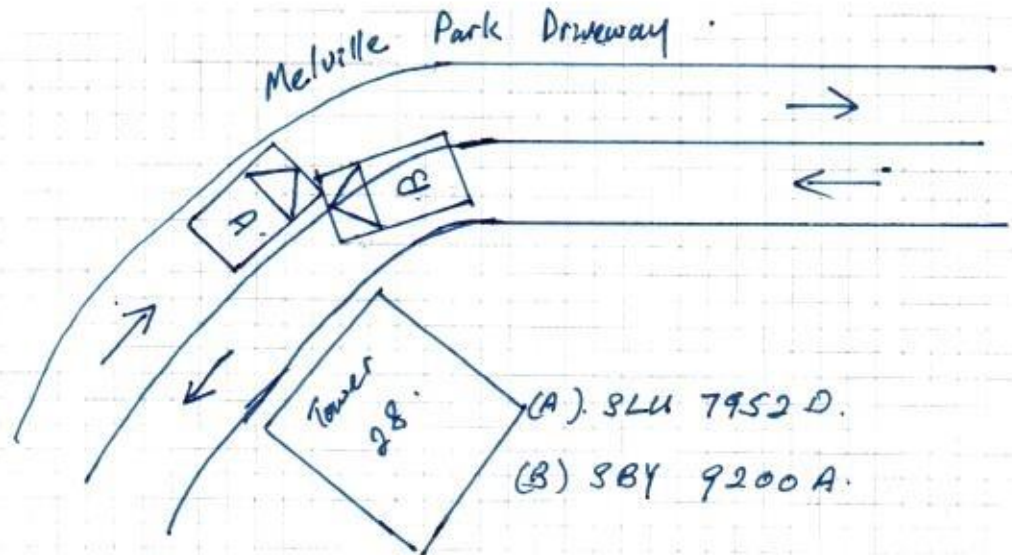 Melville Park Driveway.
A.
B
Tower
28.
(A). SLU 7952 D.
(B) SBY 9200 A.